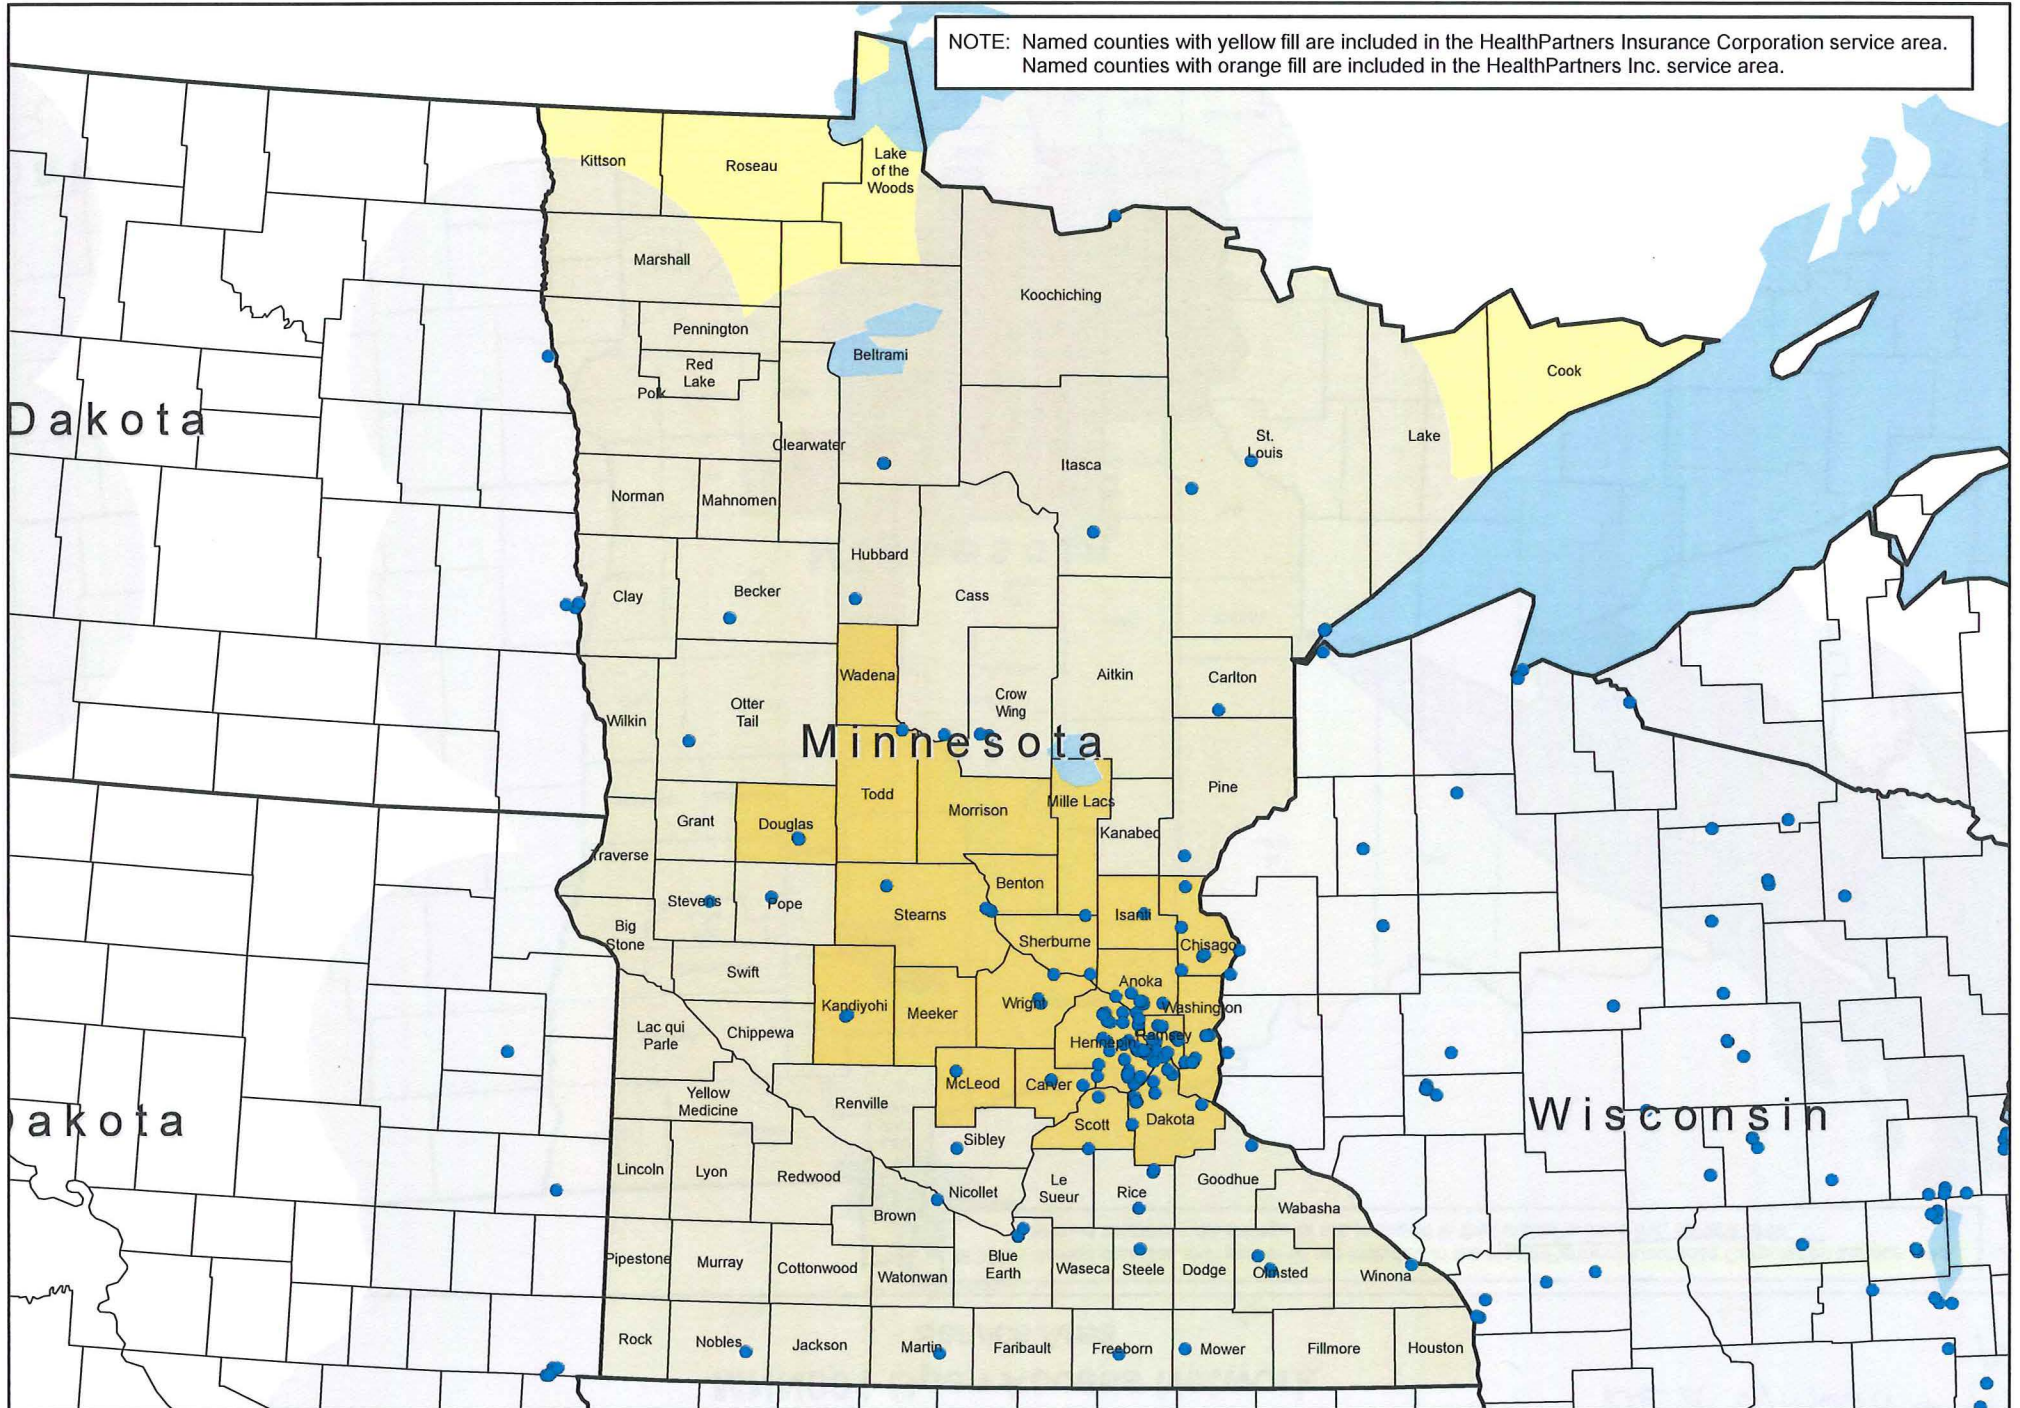 NOTE: Named counties with yellow fill are included in the HealthPartners Insurance Corporation service area.
Named counties with orange fill are included in the HealthPartners Inc. service area.
Kittson
Roseau
Lake
of the
Woods
Marshall
Koochiching
Pennington
Beltrami
Red
Lake
Polk
Cook
Dakota
Clearwater
St.
Louis
Lake
Itasca
Norman
Mahnomen
Hubbard
Clay
Becker
Cass
Wadena
Aitkin
Carlton
Otter
Tail
Crow
Wing
Wilkin
Minnesota
Todd
Pine
Mille Lacs
Morrison
Grant
Douglas
Kanabec
Traverse
Benton
Stevens
Pope
Stearns
Isanti
Big
Stone
Sherburne
Chisago
Swift
Anoka
Kandiyohi
Wright
Washington
Meeker
Lac qui
Parle
Chippewa
Hennepin
Ramsey
McLeod
Carver
Yellow
Medicine
Renville
Dakota
Scott
Dakota
Wisconsin
Sibley
Lincoln
Lyon
Redwood
Le
Sueur
Goodhue
Nicollet
Rice
Wabasha
Brown
Pipestone
Murray
Cottonwood
Watonwan
Blue
Earth
Waseca
Steele
Dodge
Olmsted
Winona
Rock
Nobles
Jackson
Martin
Faribault
Freeborn
Mower
Fillmore
Houston